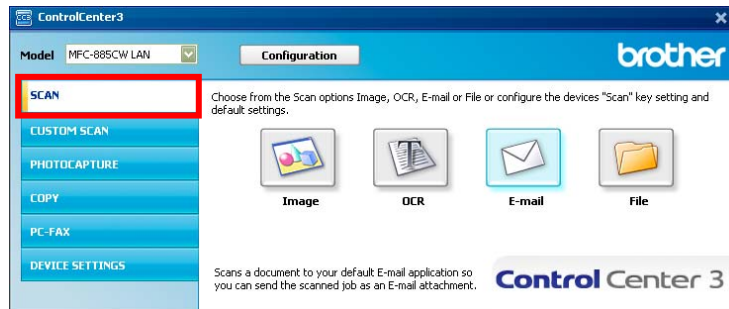 ControlCenter3
Model MFC-885CW LAN Configuration brother
SCAN
CUSTOM SCAN
PHOTOCAPTURE
COPY
PC-FAX
DEVICE SETTINGS
Choose from the Scan options Image, OCR, E-mail or File or configure the devices "Scan" key setting and
default settings.
Image OCR E-mail File
Scans a document to your default E-mail application so
you can send the scanned job as an E-mail attachment.
Control Center 3